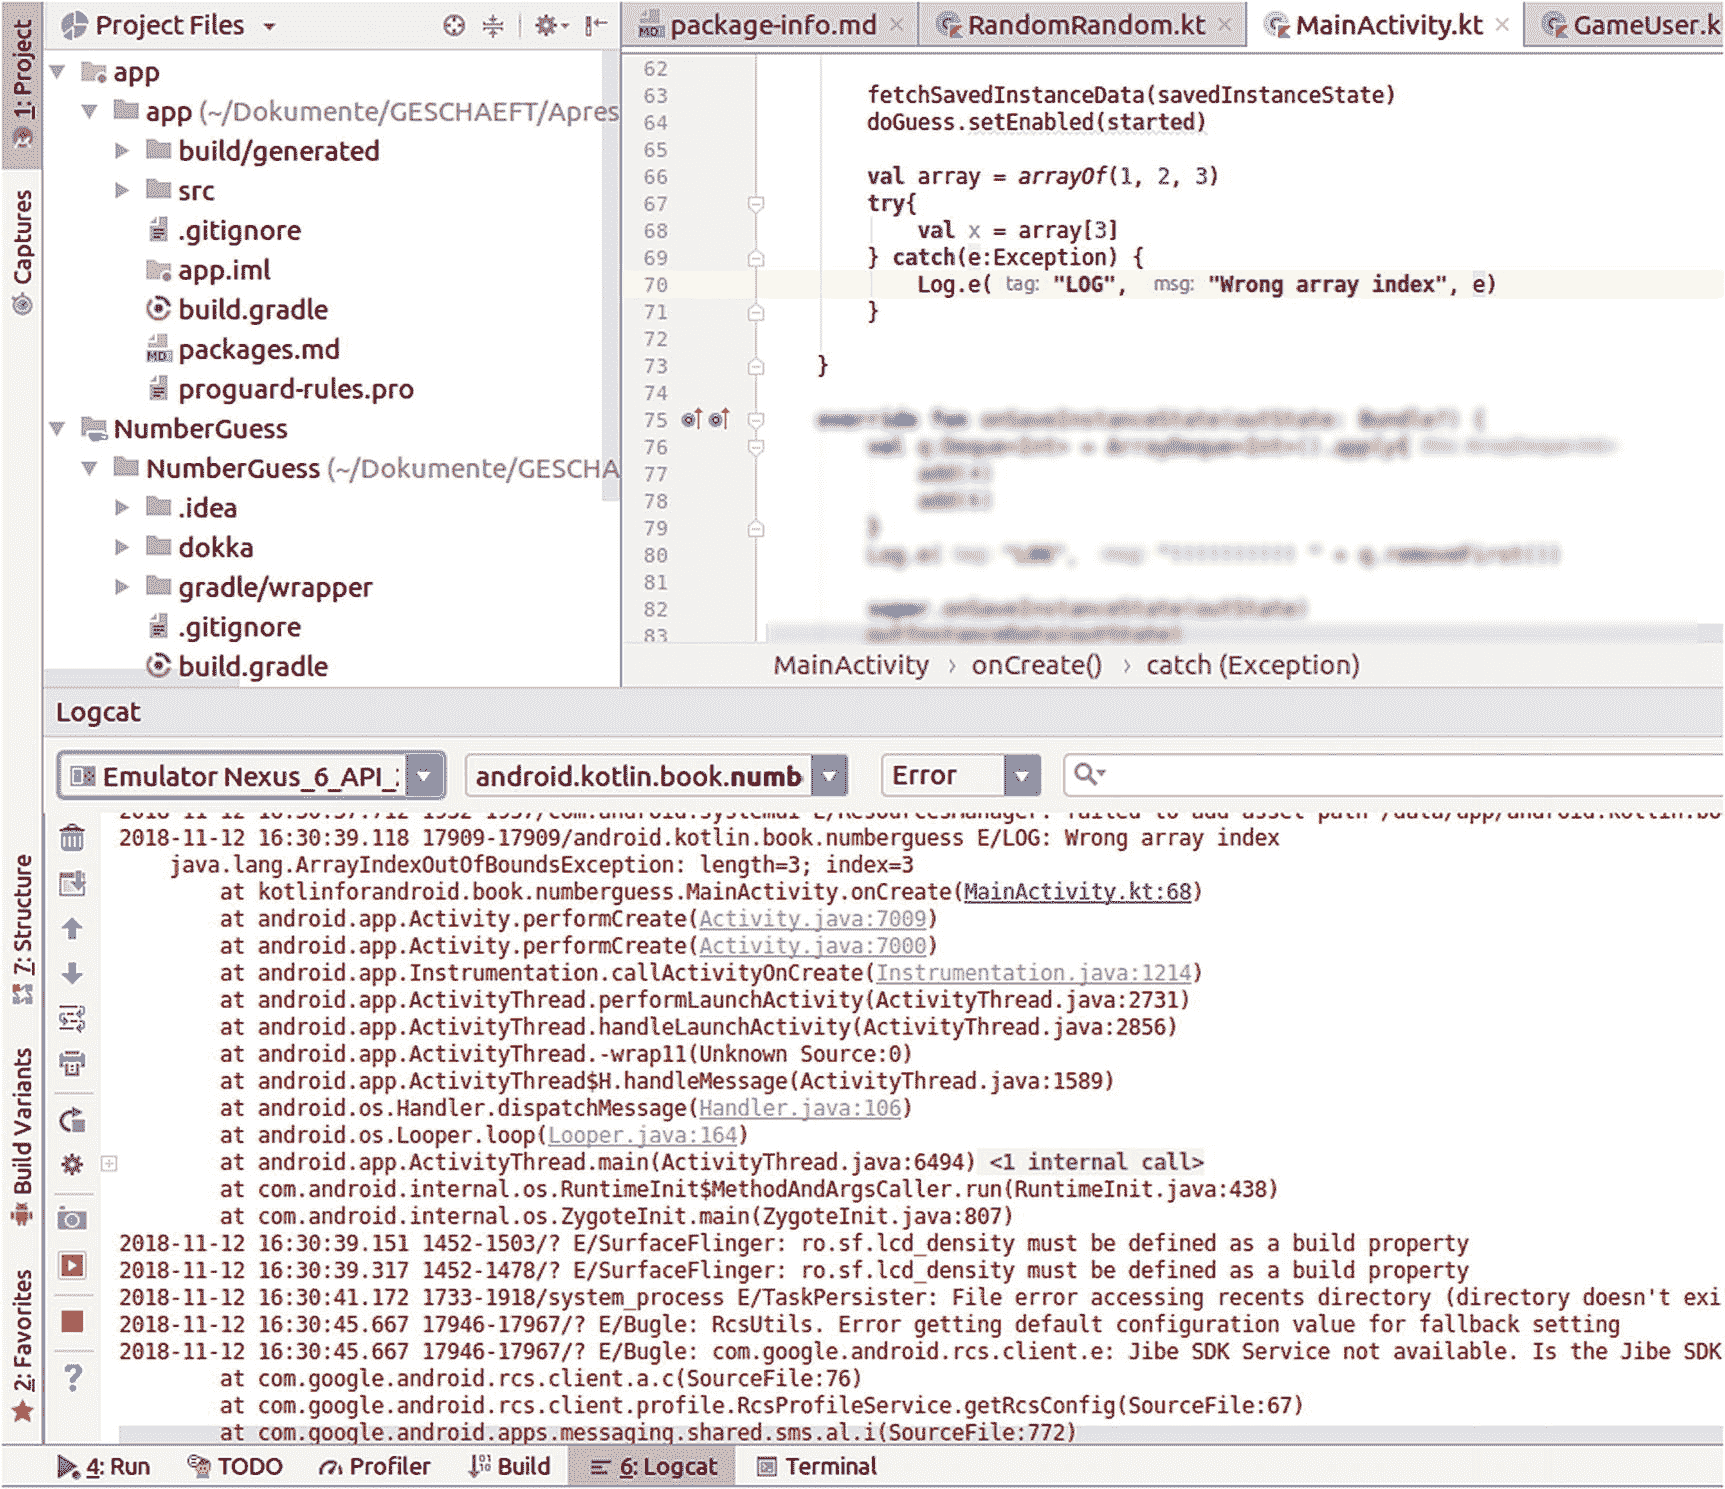 1: Project
Captures
7: Structure
Build Variants
2: Favorites
Project Files
app
app (~/Dokumente/GESCHAEFT/Apres
build/generated
src
.gitignore
app.iml
build.gradle
MD packages.md
proguard-rules.pro
NumberGuess
NumberGuess (~/Dokumente/GESCHA
.idea
dokka
gradle/wrapper
.gitignore
build.gradle
MD package-info.md RandomRandom.kt MainActivity.kt GameUser.k
62
63 fetchSavedInstanceData(savedInstanceState)
64 doGuess.setEnabled(started)
65
66 val array = arrayOf(1, 2, 3)
67 try{
68 val x = array[3]
69 } catch(e:Exception) {
70 Log.e( tag: "LOG", msg: "Wrong array index", e)
71 }
72
73 }
74
75
76
77
78
79
80
81
82
83
MainActivity › onCreate() › catch (Exception)
Logcat
Emulator Nexus_6_API_ android.kotlin.book.numb Error
2018-11-12 16:30:39.118 17909-17909/android.kotlin.book.numberguess E/LOG: Wrong array index
java.lang.ArrayIndexOutOfBoundsException: length=3; index=3
at kotlinforandroid.book.numberguess.MainActivity.onCreate(MainActivity.kt:68)
at android.app.Activity.performCreate(Activity.java:7009)
at android.app.Activity.performCreate(Activity.java:7000)
at android.app.Instrumentation.callActivityOnCreate(Instrumentation.java:1214)
at android.app.ActivityThread.performLaunchActivity(ActivityThread.java:2731)
at android.app.ActivityThread.handleLaunchActivity(ActivityThread.java:2856)
at android.app.ActivityThread.-wrap11(Unknown Source:0)
at android.app.ActivityThread$H.handleMessage(ActivityThread.java:1589)
at android.os.Handler.dispatchMessage(Handler.java:106)
at android.os.Looper.loop(Looper.java:164)
at android.app.ActivityThread.main(ActivityThread.java:6494) <1 internal call>
at com.android.internal.os.RuntimeInit$MethodAndArgsCaller.run(RuntimeInit.java:438)
at com.android.internal.os.ZygoteInit.main(ZygoteInit.java:807)
2018-11-12 16:30:39.151 1452-1503/? E/SurfaceFlinger: ro.sf.lcd_density must be defined as a build property
2018-11-12 16:30:39.317 1452-1478/? E/SurfaceFlinger: ro.sf.lcd_density must be defined as a build property
2018-11-12 16:30:41.172 1733-1918/system_process E/TaskPersister: File error accessing recents directory (directory doesn't exi
2018-11-12 16:30:45.667 17946-17967/? E/Bugle: RcsUtils. Error getting default configuration value for fallback setting
2018-11-12 16:30:45.667 17946-17967/? E/Bugle: com.google.android.rcs.client.e: Jibe SDK Service not available. Is the Jibe SDK
at com.google.android.rcs.client.a.c(SourceFile:76)
at com.google.android.rcs.client.profile.RcsProfileService.getRcsConfig(SourceFile:67)
at com.google.android.apps.messaging.shared.sms.al.i(SourceFile:772)
4: Run TODO Profiler Build 6: Logcat Terminal